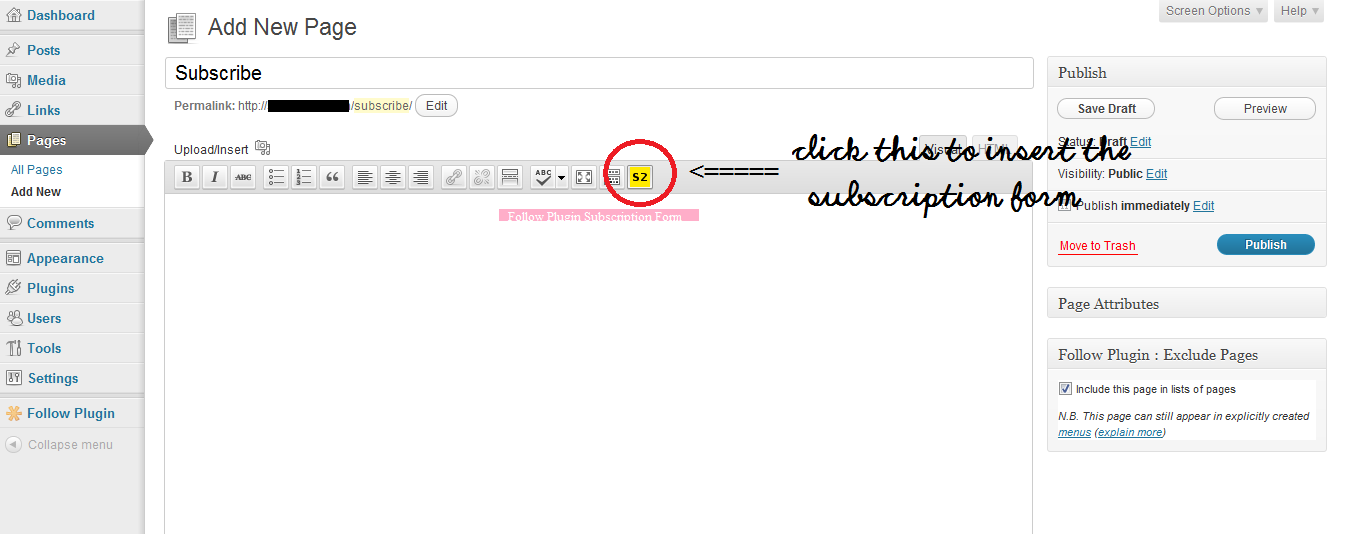 Dashboard
Posts
Media
Links
Pages
All Pages
Add New
Comments
Appearance
Plugins
Users
Tools
Settings
Follow Plugin
Collapse menu
Screen Options Help
Add New Page
Subscribe
Permalink: http:// /subscribe/ Edit
Upload/Insert
Visual HTML
B I ABC ABC S2
<=====
click this to insert the
subscription form
Follow Plugin Subscription Form
Publish
Save Draft Preview
Status: Draft Edit
Visibility: Public Edit
Publish immediately Edit
Move to Trash Publish
Page Attributes
Follow Plugin : Exclude Pages
Include this page in lists of pages
N.B. This page can still appear in explicitly created
menus (explain more)